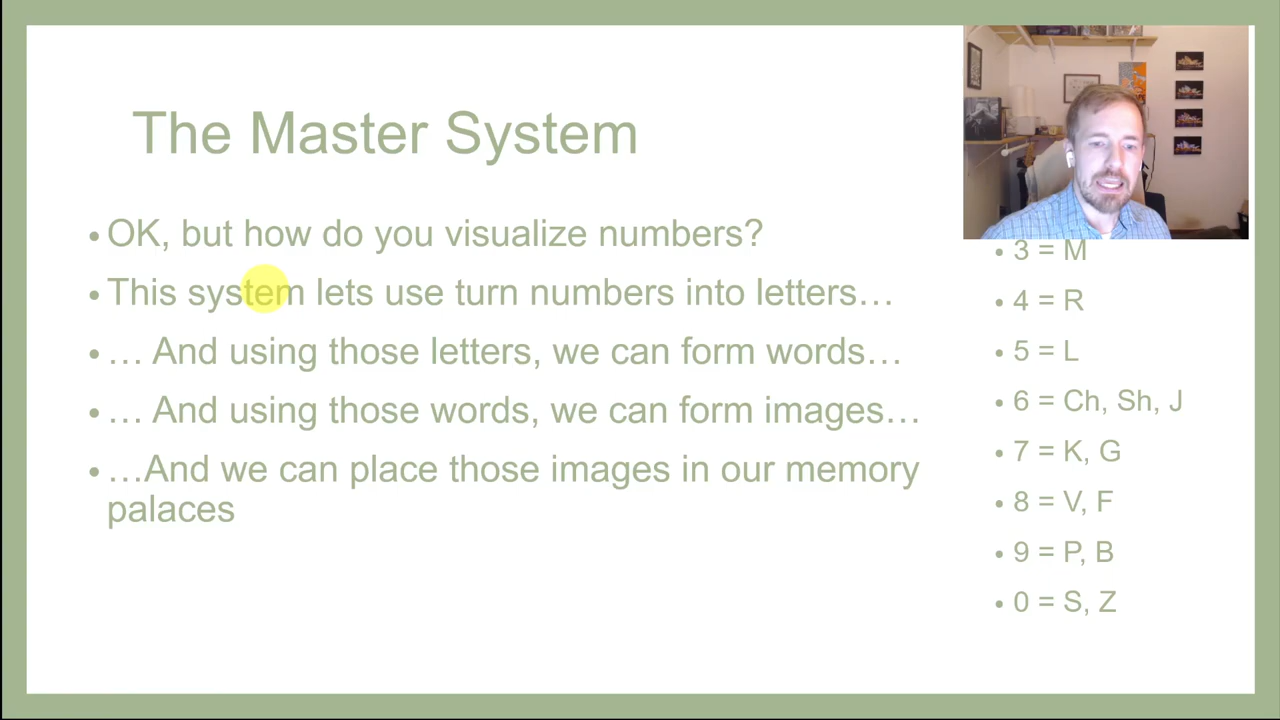 The Master System
• OK, but how do you visualize numbers?
• This system lets use turn numbers into letters…
• … And using those letters, we can form words…
• … And using those words, we can form images…
• …And we can place those images in our memory
palaces
• 3 = M
• 4 = R
• 5 = L
• 6 = Ch, Sh, J
• 7 = K, G
• 8 = V, F
• 9 = P, B
• 0 = S, Z